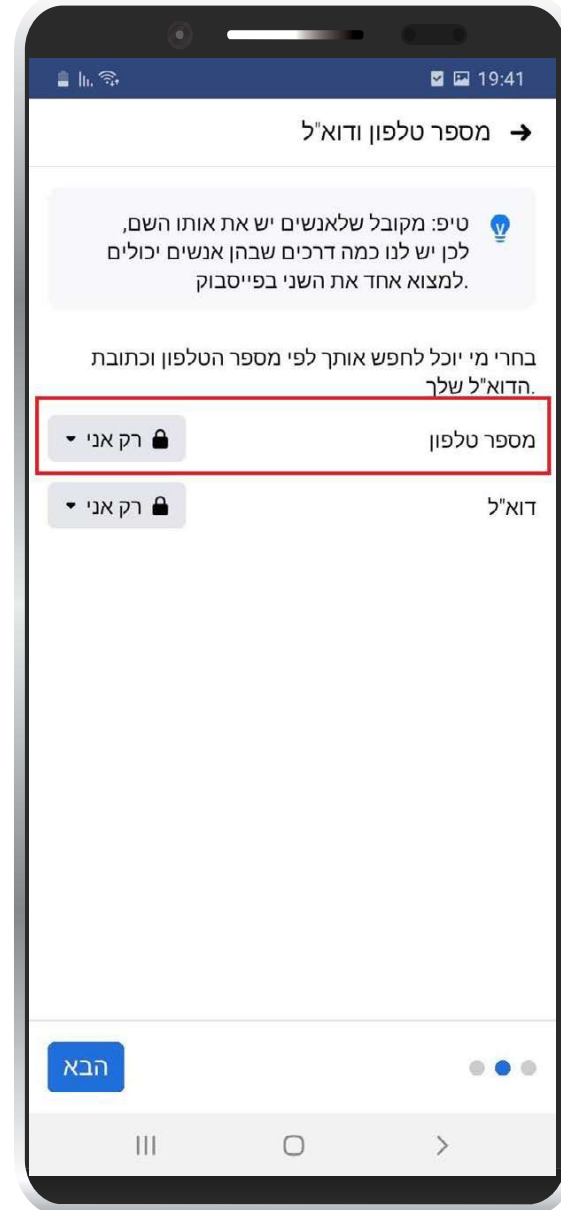 19:41
מספר טלפון ודוא"ל
טיפ: מקובל שלאנשים יש את אותו השם,
לכן יש לנו כמה דרכים שבהן אנשים יכולים
למצוא אחד את השני בפייסבוק.
בחרי מי יוכל לחפש אותך לפי מספר הטלפון וכתובת
הדוא"ל שלך.
מספר טלפון
רק אני
דוא"ל
רק אני
הבא